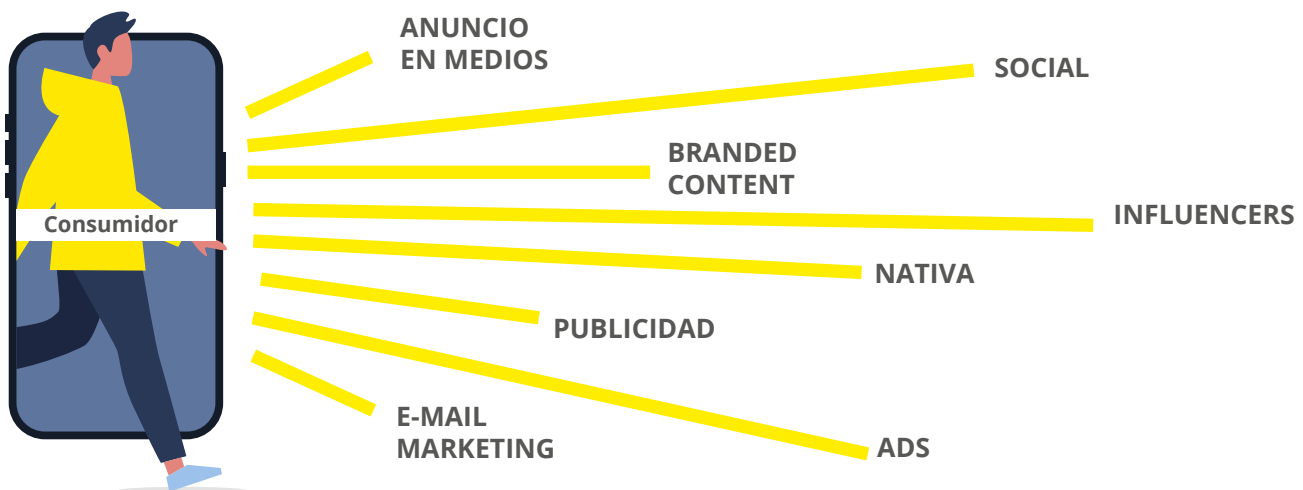 ANUNCIO
EN MEDIOS
SOCIAL
BRANDED
CONTENT
INFLUENCERS
Consumidor
NATIVA
PUBLICIDAD
E-MAIL
MARKETING
ADS